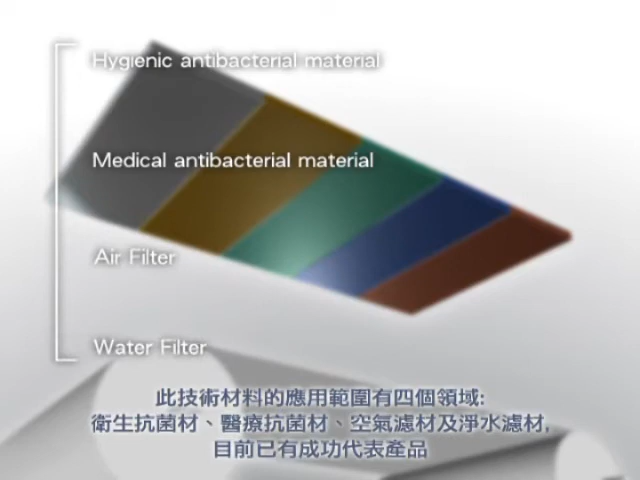 Hygienic antibacterial material
Medical antibacterial material
Air Filter
Water Filter
此技術材料的應用範圍有四個領域:
衛生抗菌材、醫療抗菌材、空氣濾材及淨水濾材,
目前已有成功代表產品